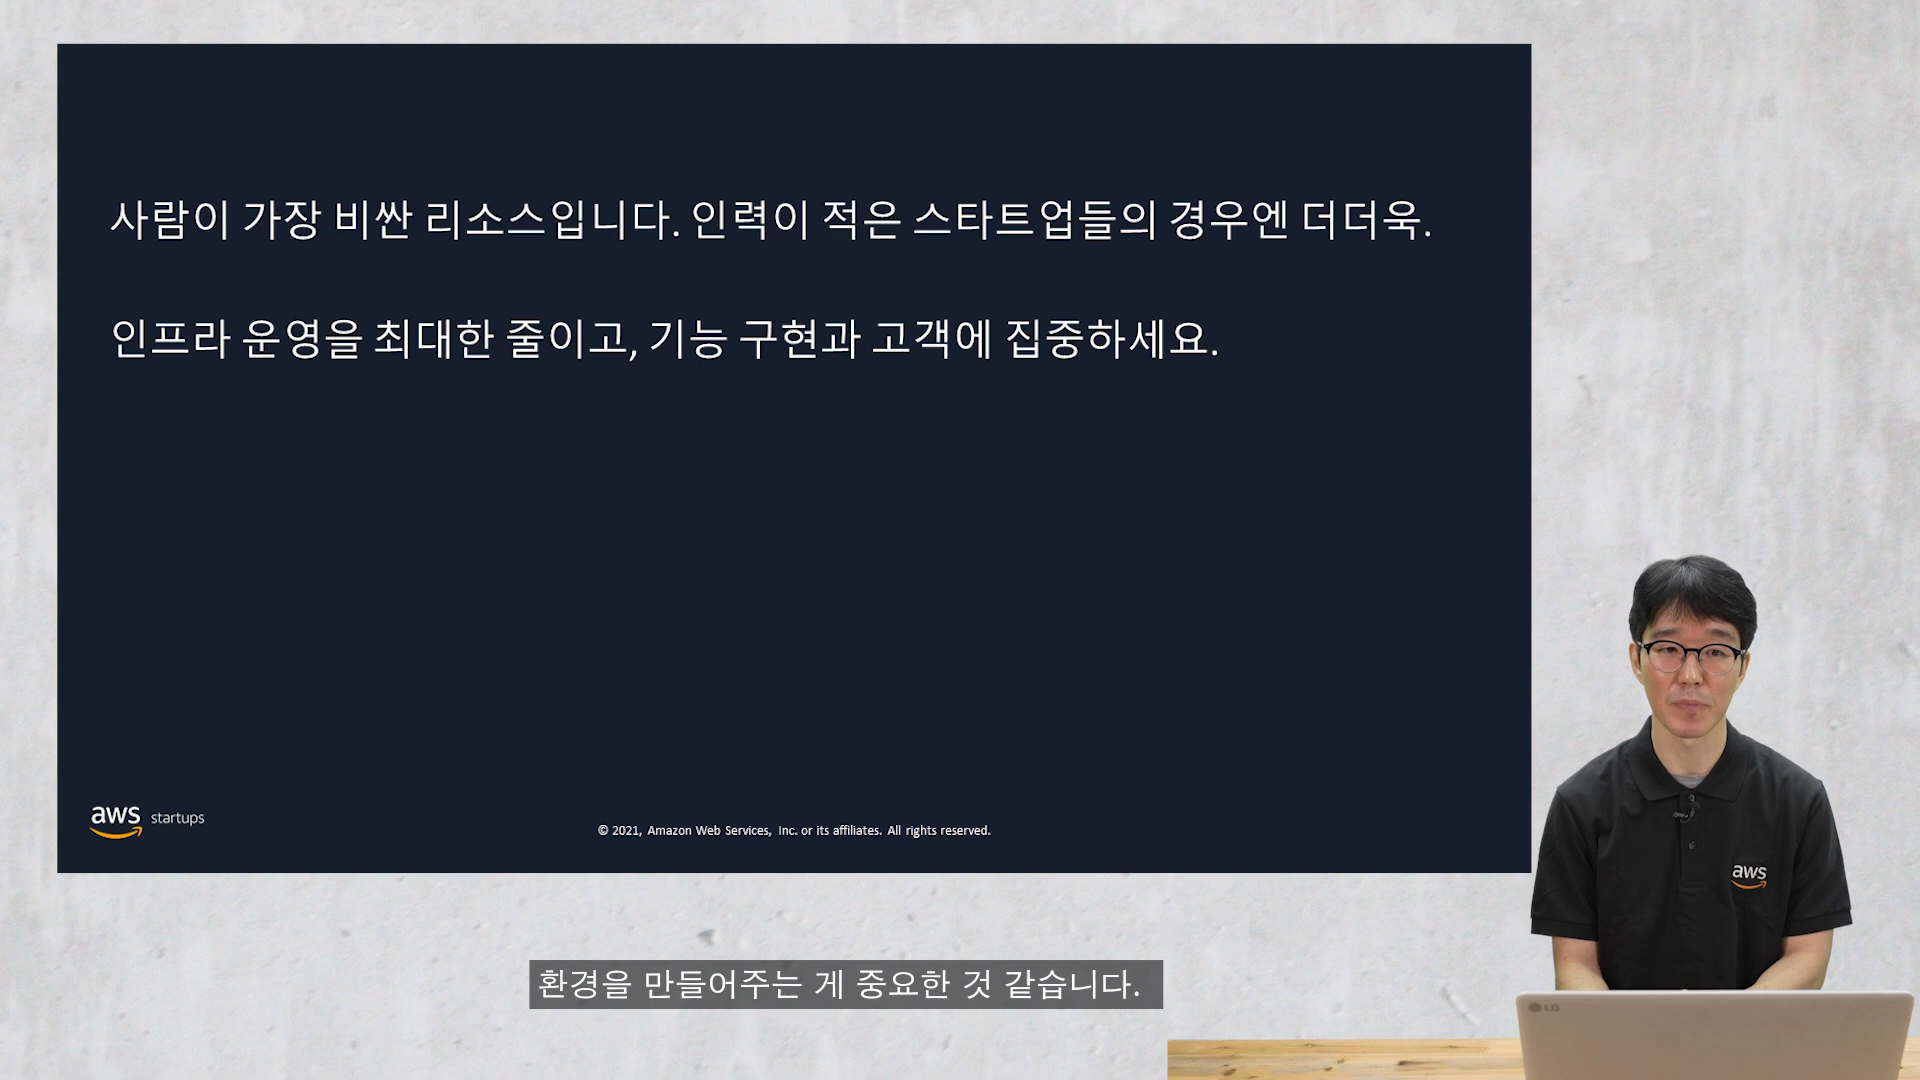 사람이 가장 비싼 리소스입니다. 인력이 적은 스타트업들의 경우엔 더더욱.
인프라 운영을 최대한 줄이고, 기능 구현과 고객에 집중하세요.
aws startups
© 2021, Amazon Web Services, Inc. or its affiliates. All rights reserved.
aws
환경을 만들어주는 게 중요한 것 같습니다.
LG